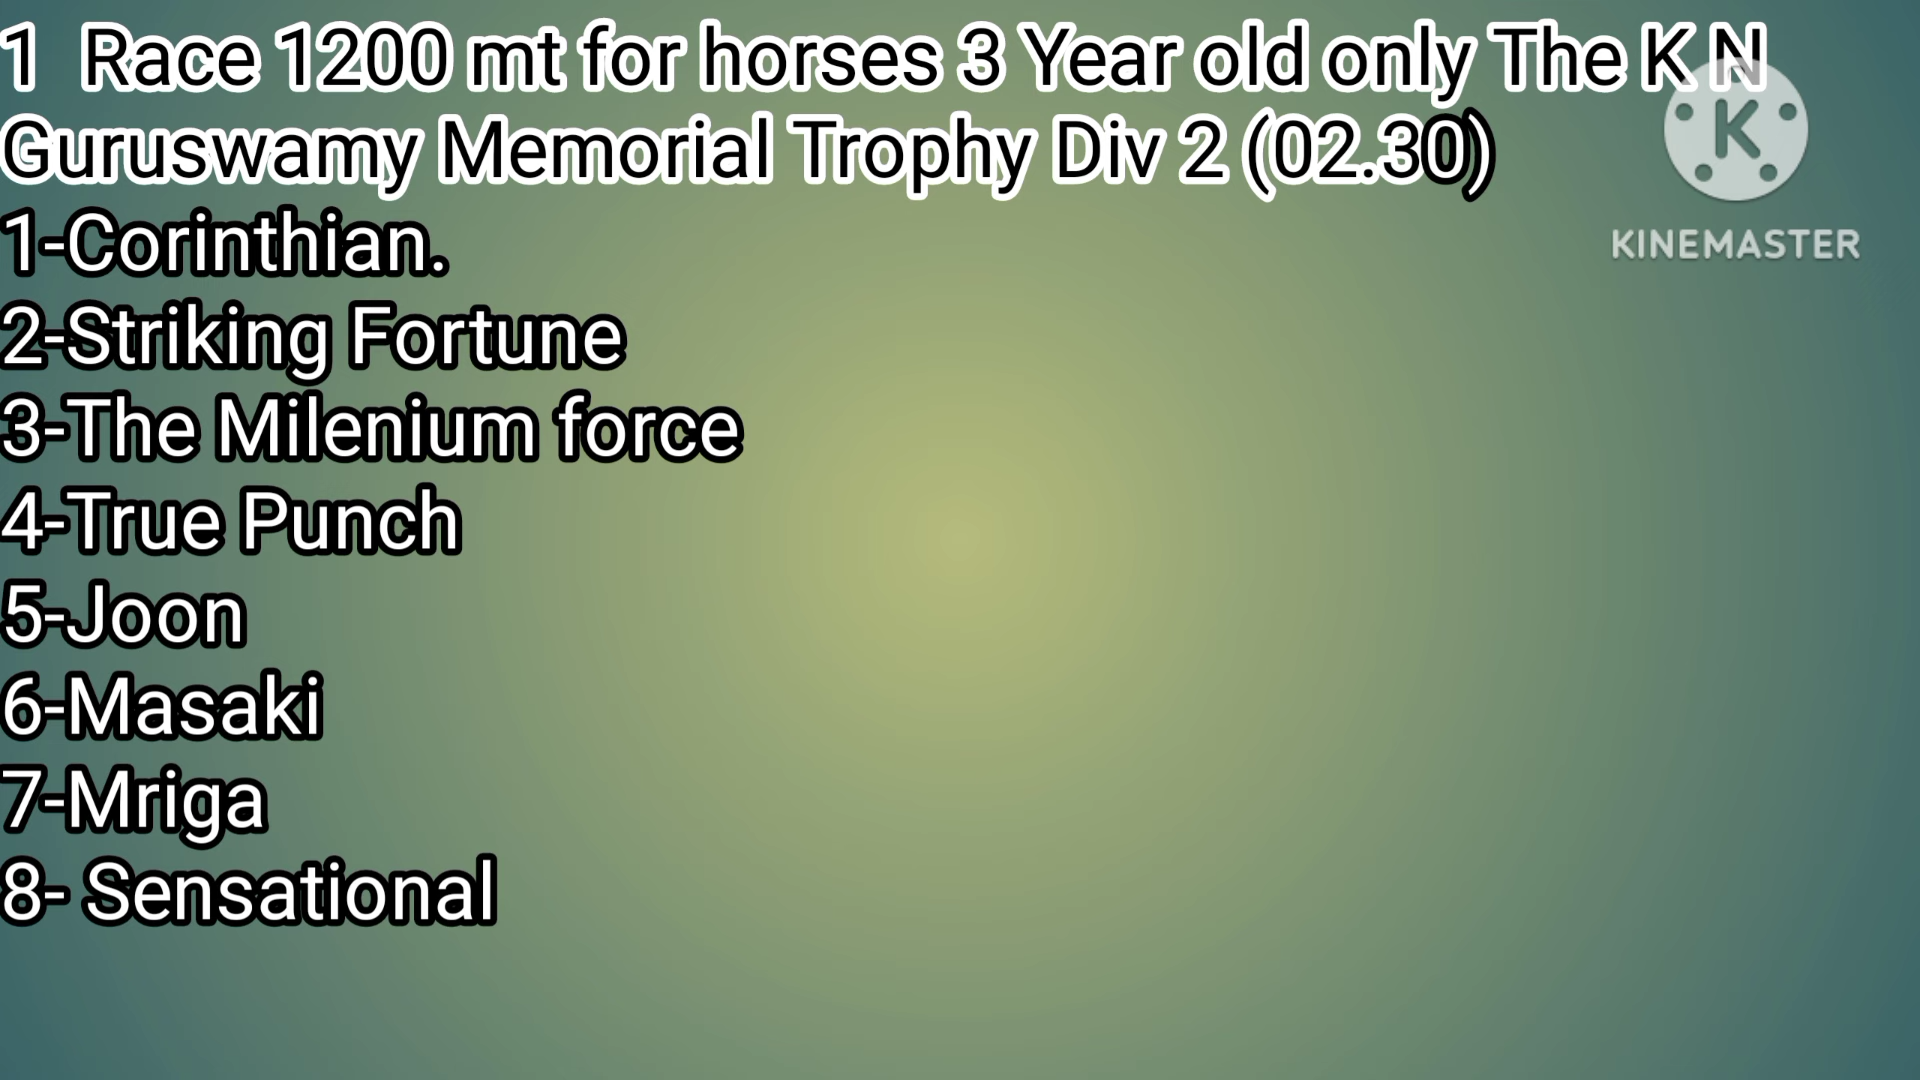 1 Race 1200 mt for horses 3 Year old only The K N
Guruswamy Memorial Trophy Div 2 (02.30)
1-Corinthian.
2-Striking Fortune
3-The Milenium force
4-True Punch
5-Joon
6-Masaki
7-Mriga
8- Sensational
K
KINEMASTER